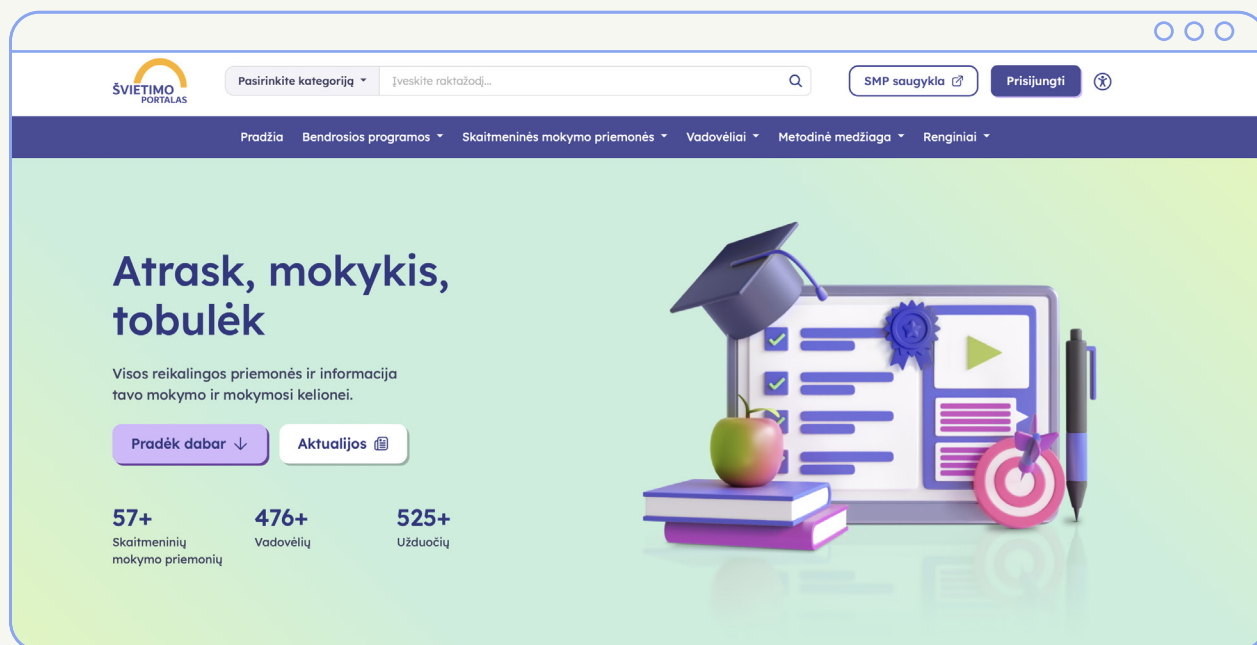 ŠVIETIMO
PORTALAS
Pasirinkite kategoriją
Įveskite raktažodį...
SMP saugykla
Prisijungti
Pradžia Bendrosios programos Skaitmeninės mokymo priemonės Vadovėliai Metodinė medžiaga Renginiai
Atrask, mokykis,
tobulėk
Visos reikalingos priemonės ir informacija
tavo mokymo ir mokymosi kelionei.
Pradėk dabar
Aktualijos
57+ 476+ 525+
Skaitmeninių Vadovėlių Užduočių
mokymo priemonių